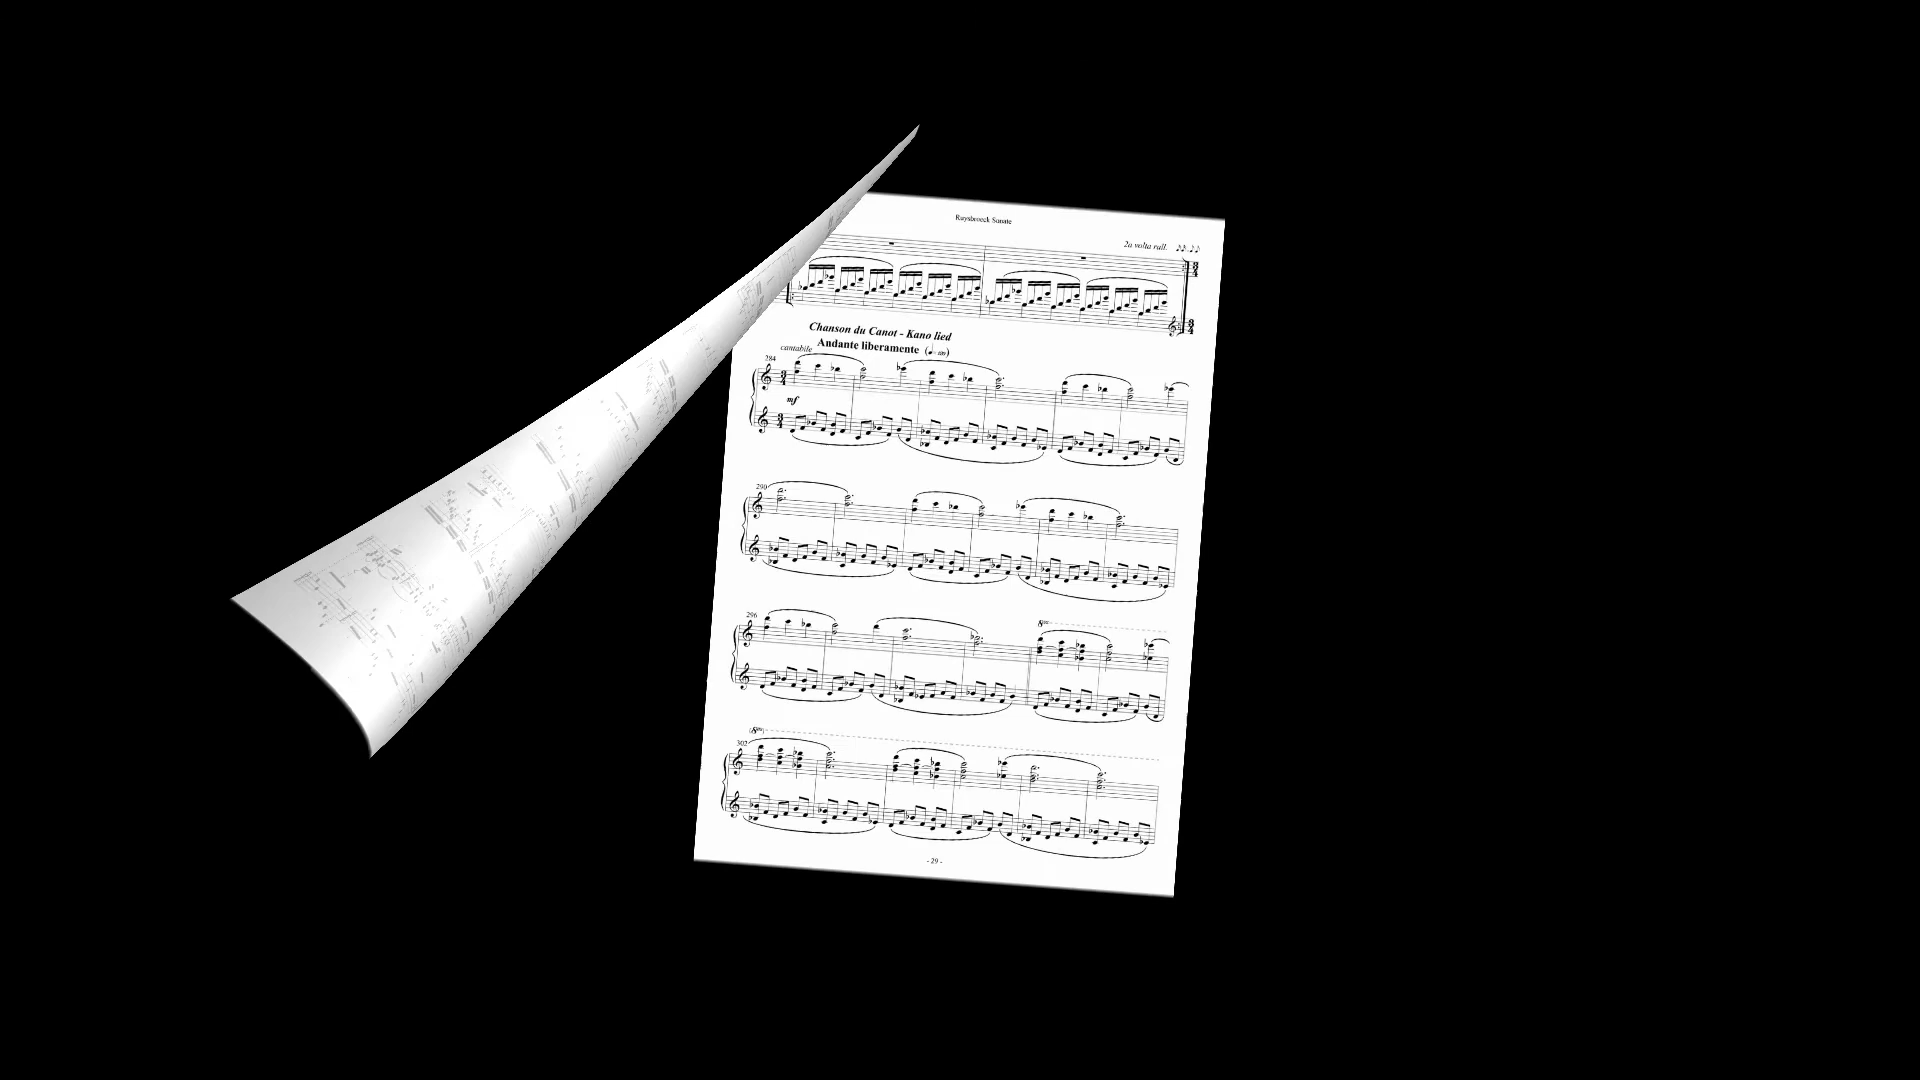 Ruysbroeck Sonate
2a volta rall.
Chanson du Canot - Kano lied
cantabile Andante liberamente
284
mf
290
296
8va
(8va)
302
- 29 -